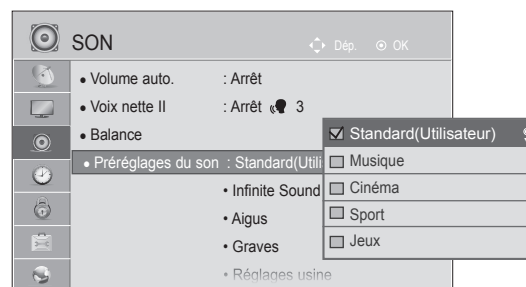 SON
Dép. OK
• Volume auto. : Arrêt
• Voix nette II : Arrêt 3
• Balance
• Préréglages du son : Standard(Utili
• Infinite Sound
• Aigus
• Graves
• Réglages usine
Standard(Utilisateur)
Musique
Cinéma
Sport
Jeux